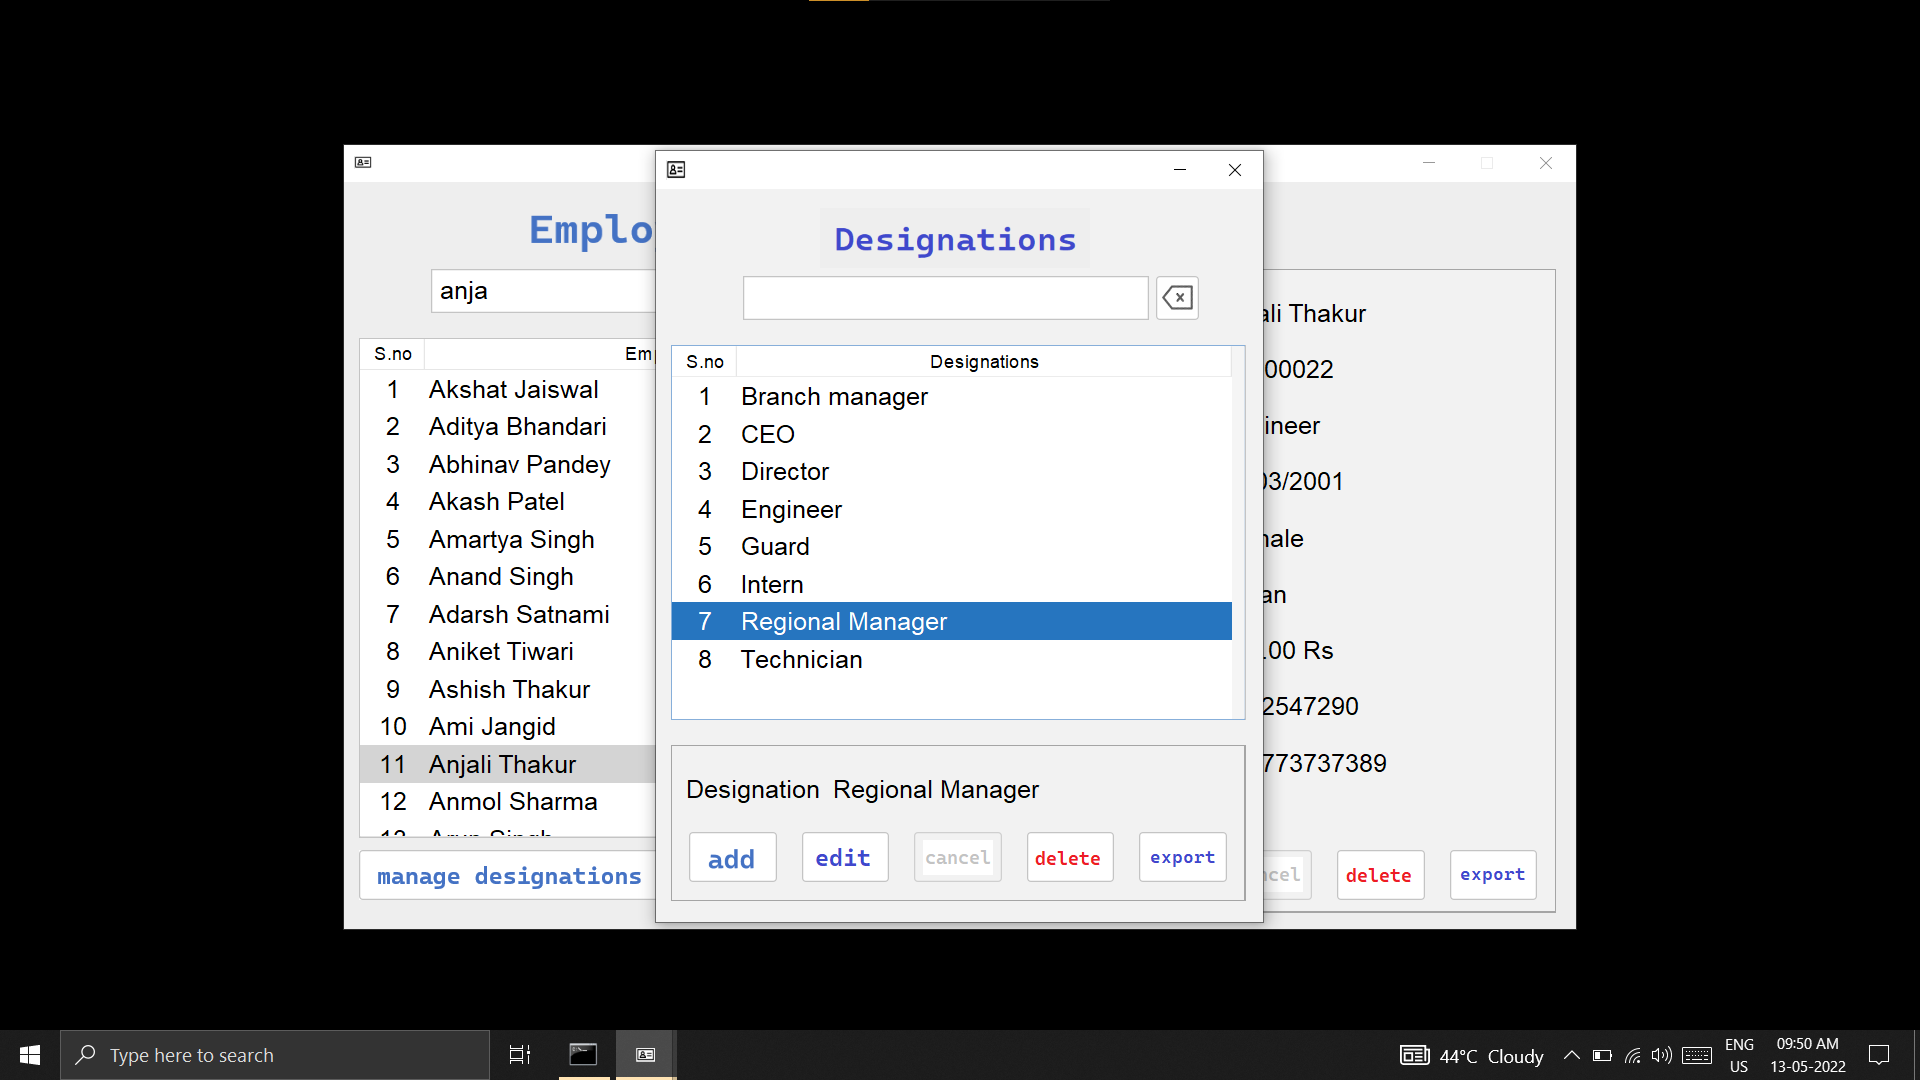 Emplo
anja
S.no Em
1 Akshat Jaiswal
2 Aditya Bhandari
3 Abhinav Pandey
4 Akash Patel
5 Amartya Singh
6 Anand Singh
7 Adarsh Satnami
8 Aniket Tiwari
9 Ashish Thakur
10 Ami Jangid
11 Anjali Thakur
12 Anmol Sharma
manage designations
Designations
S.no Designations
1 Branch manager
2 CEO
3 Director
4 Engineer
5 Guard
6 Intern
7 Regional Manager
8 Technician
Designation Regional Manager
add edit cancel delete export
ali Thakur
00022
ineer
03/2001
nale
an
.00 Rs
2547290
773737389
ncel delete export
Type here to search
44°C Cloudy
ENG
US
09:50 AM
13-05-2022